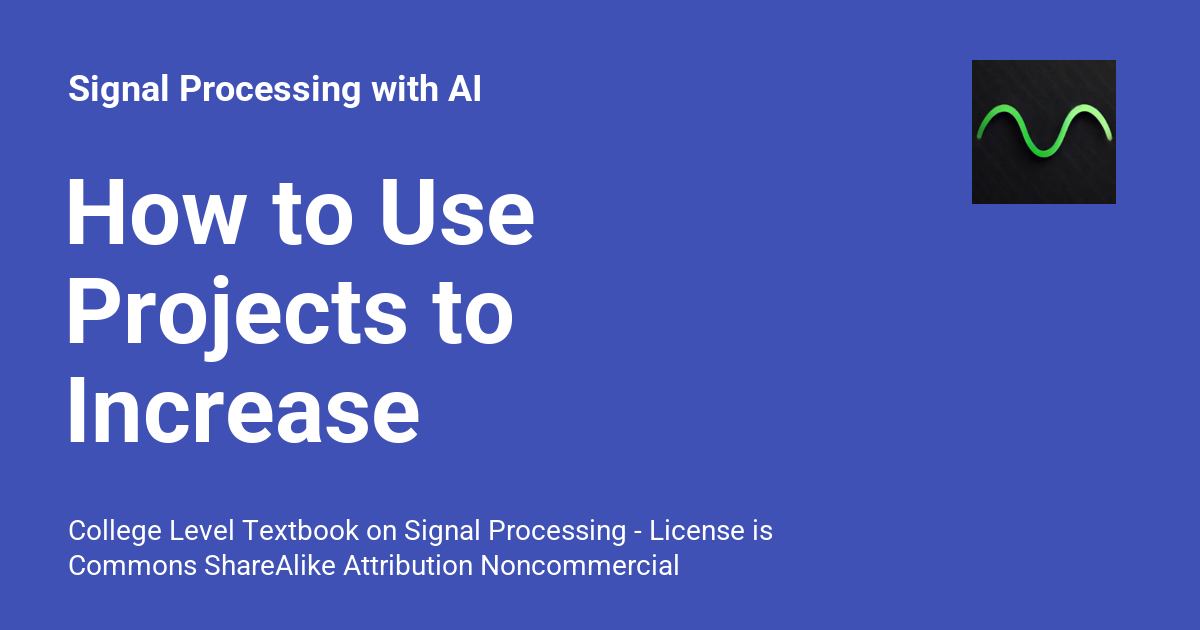 Signal Processing with AI
How to Use
Projects to
Increase
College Level Textbook on Signal Processing - License is
Commons ShareAlike Attribution Noncommercial